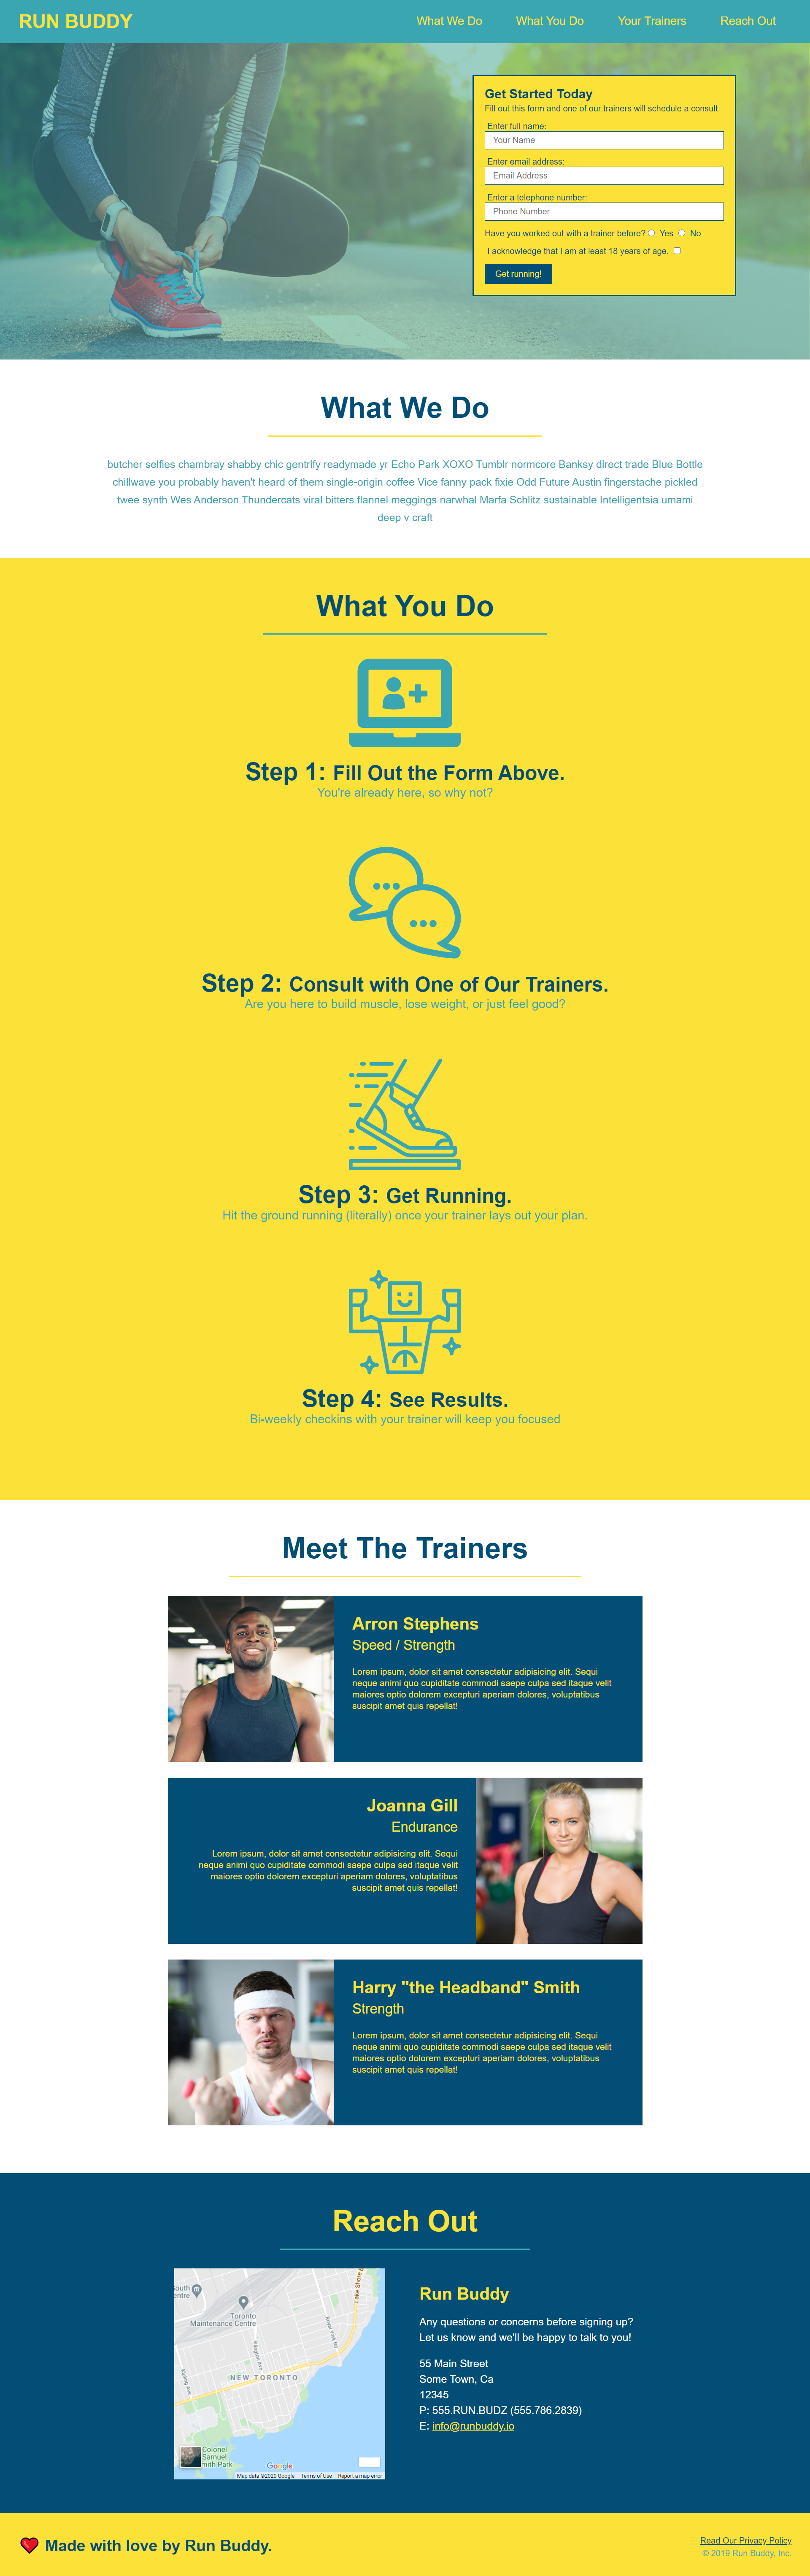 RUN BUDDY
What We Do
What You Do
Your Trainers
Reach Out
Get Started Today
Fill out this form and one of our trainers will schedule a consult
Enter full name:
Your Name
Enter email address:
Email Address
Enter a telephone number:
Phone Number
Have you worked out with a trainer before? Yes No
I acknowledge that I am at least 18 years of age.
Get running!
What We Do
butcher selfies chambray shabby chic gentrify readymade yr Echo Park XOXO Tumblr normcore Banksy direct trade Blue Bottle
chillwave you probably haven't heard of them single-origin coffee Vice fanny pack fixie Odd Future Austin fingerstache pickled
twee synth Wes Anderson Thundercats viral bitters flannel meggings narwhal Marfa Schlitz sustainable Intelligentsia umami
deep v craft
What You Do
Step 1: Fill Out the Form Above.
You're already here, so why not?
Step 2: Consult with One of Our Trainers.
Are you here to build muscle, lose weight, or just feel good?
Step 3: Get Running.
Hit the ground running (literally) once your trainer lays out your plan.
Step 4: See Results.
Bi-weekly checkins with your trainer will keep you focused
Meet The Trainers
Arron Stephens
Speed / Strength
Lorem ipsum, dolor sit amet consectetur adipisicing elit. Sequi
neque animi quo cupiditate commodi saepe culpa sed itaque velit
maiores optio dolorem excepturi aperiam dolores, voluptatibus
suscipit amet quis repellat!
Joanna Gill
Endurance
Lorem ipsum, dolor sit amet consectetur adipisicing elit. Sequi
neque animi quo cupiditate commodi saepe culpa sed itaque velit
maiores optio dolorem excepturi aperiam dolores, voluptatibus
suscipit amet quis repellat!
Harry "the Headband" Smith
Strength
Lorem ipsum, dolor sit amet consectetur adipisicing elit. Sequi
neque animi quo cupiditate commodi saepe culpa sed itaque velit
maiores optio dolorem excepturi aperiam dolores, voluptatibus
suscipit amet quis repellat!
Reach Out
Toronto
Maintenance Centre
Lake Shore
Royal York Rd
Islington Ave
Kipling Ave
NEW TORONTO
Colonel
Samuel
mith Park
Google
Map data ©2020 Google
Terms of Use
Report a map error
Run Buddy
Any questions or concerns before signing up?
Let us know and we'll be happy to talk to you!
55 Main Street
Some Town, Ca
12345
P: 555.RUN.BUDZ (555.786.2839)
E: info@runbuddy.io
Made with love by Run Buddy.
Read Our Privacy Policy
© 2019 Run Buddy, Inc.